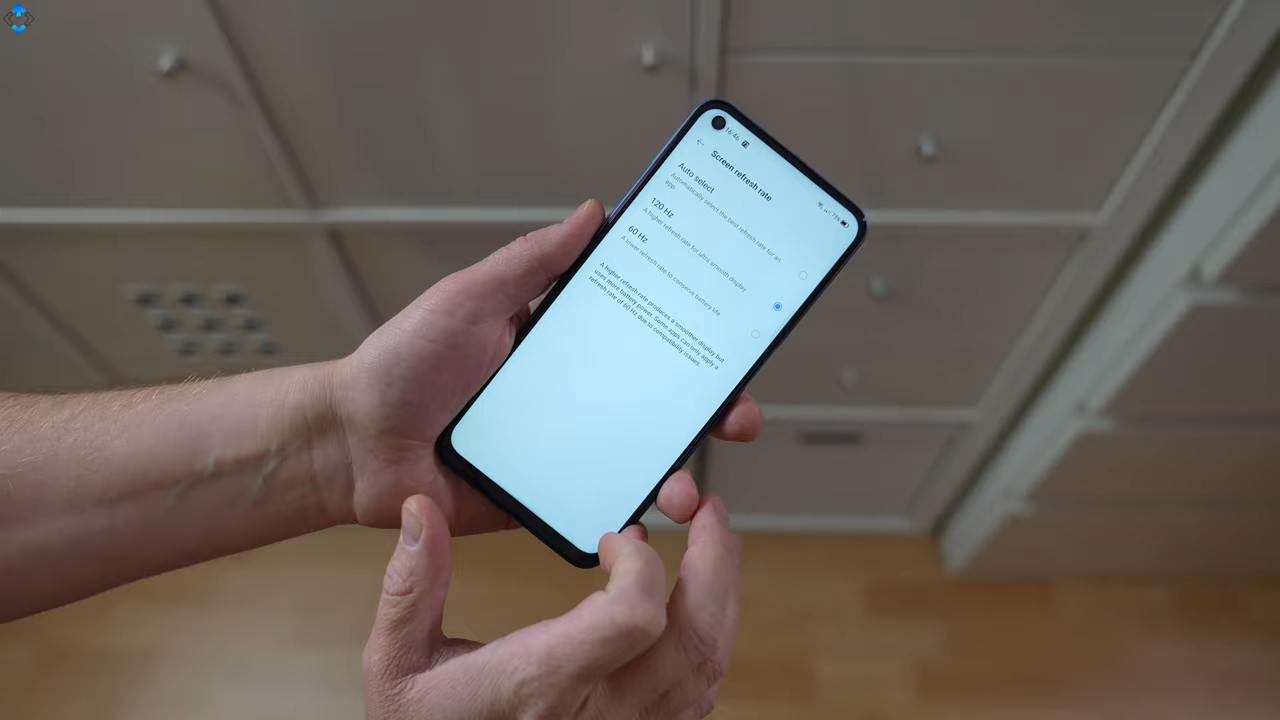 16:46
73%
Screen refresh rate
Auto select
Automatically select the best refresh rate for an
app
120 Hz
A higher refresh rate for ultra smooth display
60 Hz
A lower refresh rate to conserve battery life
A higher refresh rate produces a smoother display but
uses more battery power. Some apps can only apply a
refresh rate of 60 Hz due to compatibility issues.